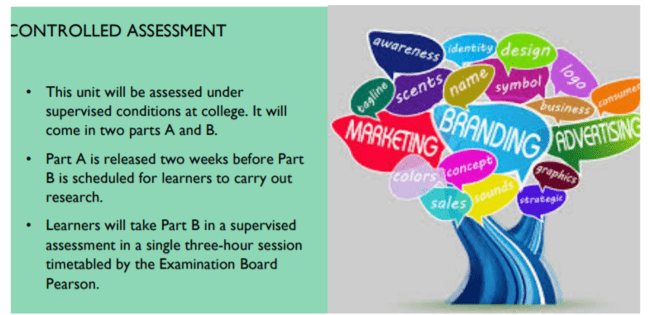 CONTROLLED ASSESSMENT
• This unit will be assessed under
supervised conditions at college. It will
come in two parts A and B.
• Part A is released two weeks before Part
B is scheduled for learners to carry out
research.
• Learners will take Part B in a supervised
assessment in a single three-hour session
timetabled by the Examination Board
Pearson.
awareness
identity
design
logo
tagline
scents
name
symbol
business
consumer
MARKETING
BRANDING
ADVERTISING
colors
concept
graphics
sales
sounds
strategic